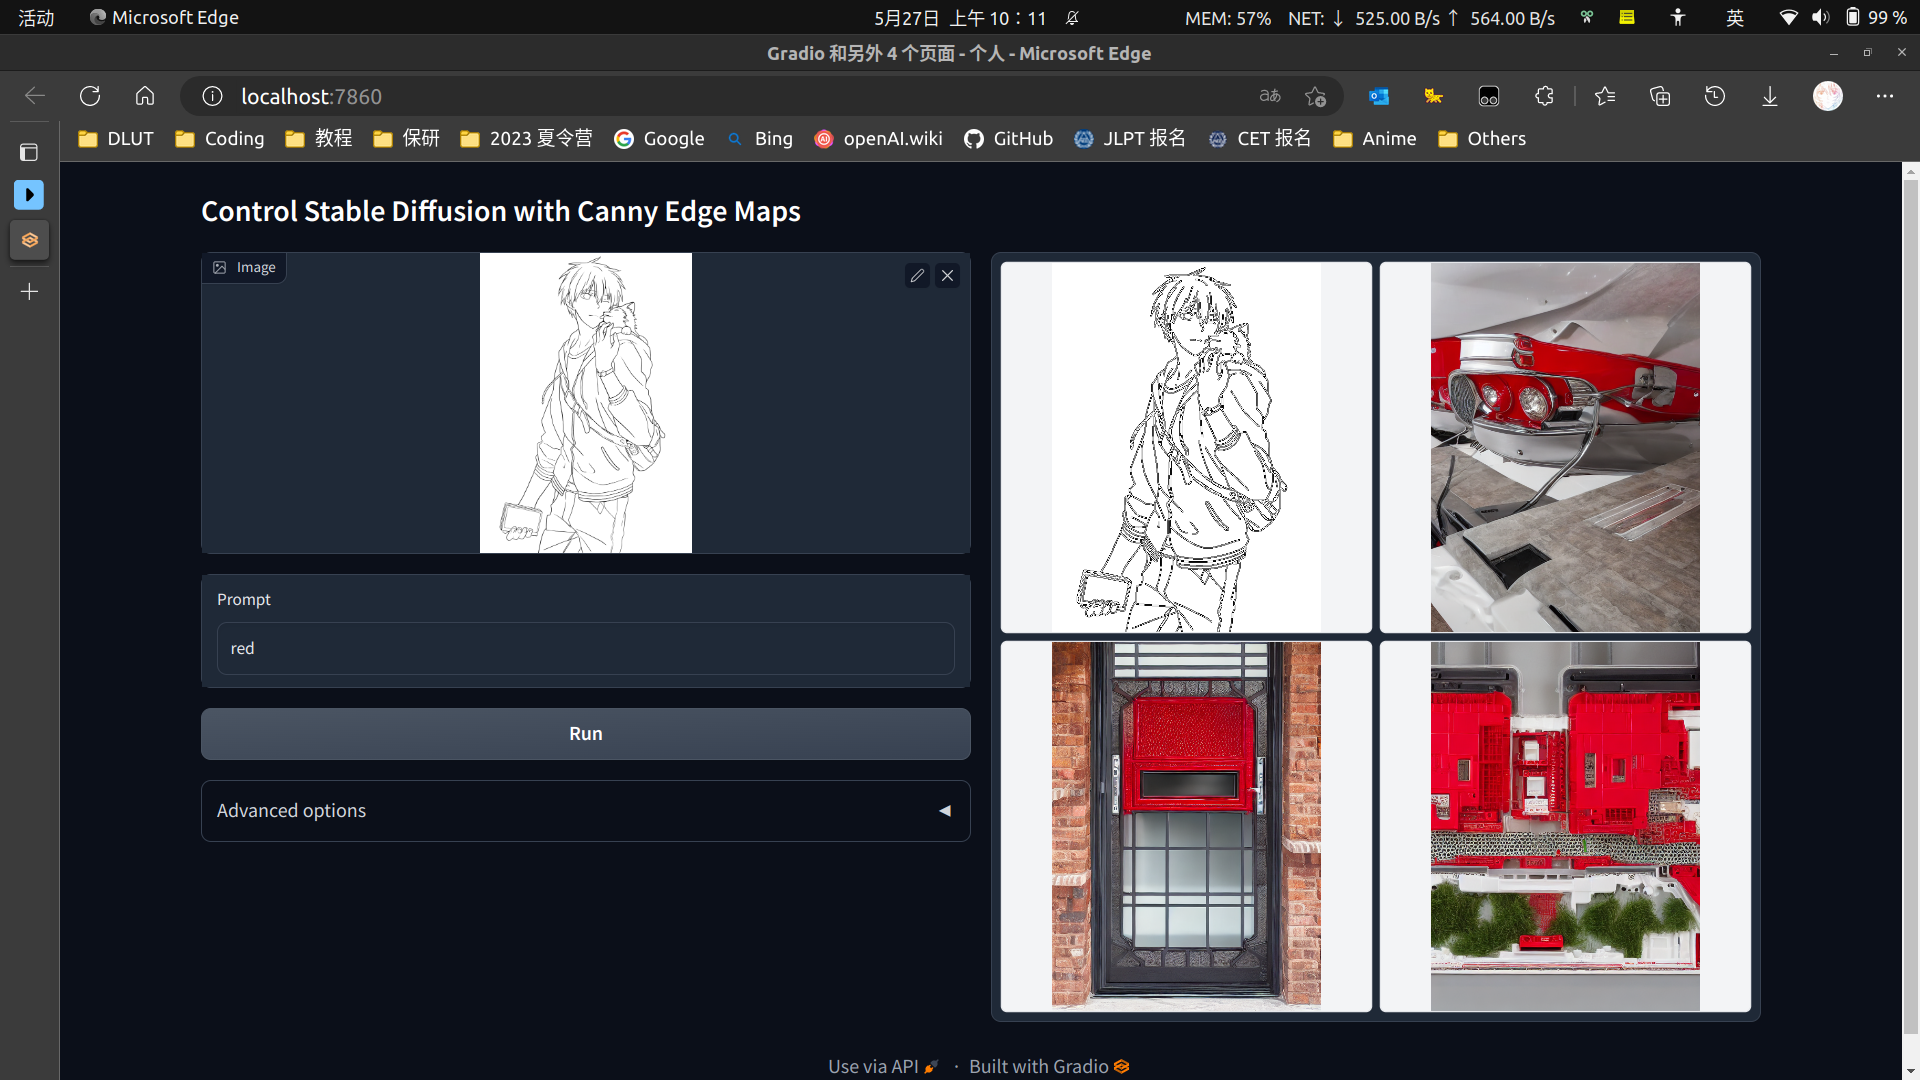 活动 Microsoft Edge 5月27日 上午 10：11 MEM: 57% NET: ↓ 525.00 B/s ↑ 564.00 B/s 英 99 %
Gradio 和另外 4 个页面 - 个人 - Microsoft Edge
localhost:7860 aあ
DLUT Coding 教程 保研 2023 夏令营 Google Bing openAI.wiki GitHub JLPT 报名 CET 报名 Anime Others
Control Stable Diffusion with Canny Edge Maps
Image
Prompt
red
Run
Advanced options
Use via API · Built with Gradio